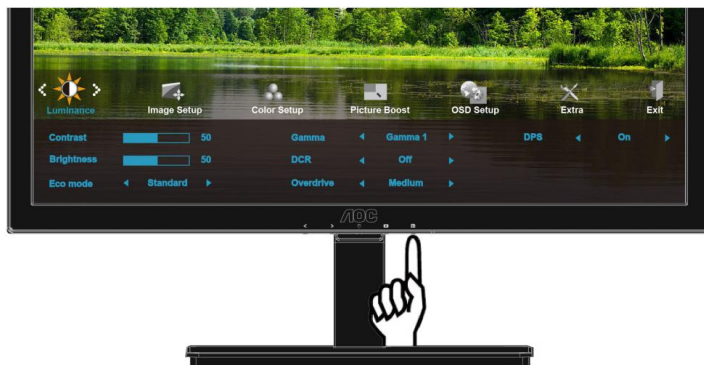 Luminance Image Setup Color Setup Picture Boost OSD Setup Extra Exit
Contrast 50 Gamma Gamma 1 DPS On
Brightness 50 DCR Off
Eco mode Standard Overdrive Medium
AOC